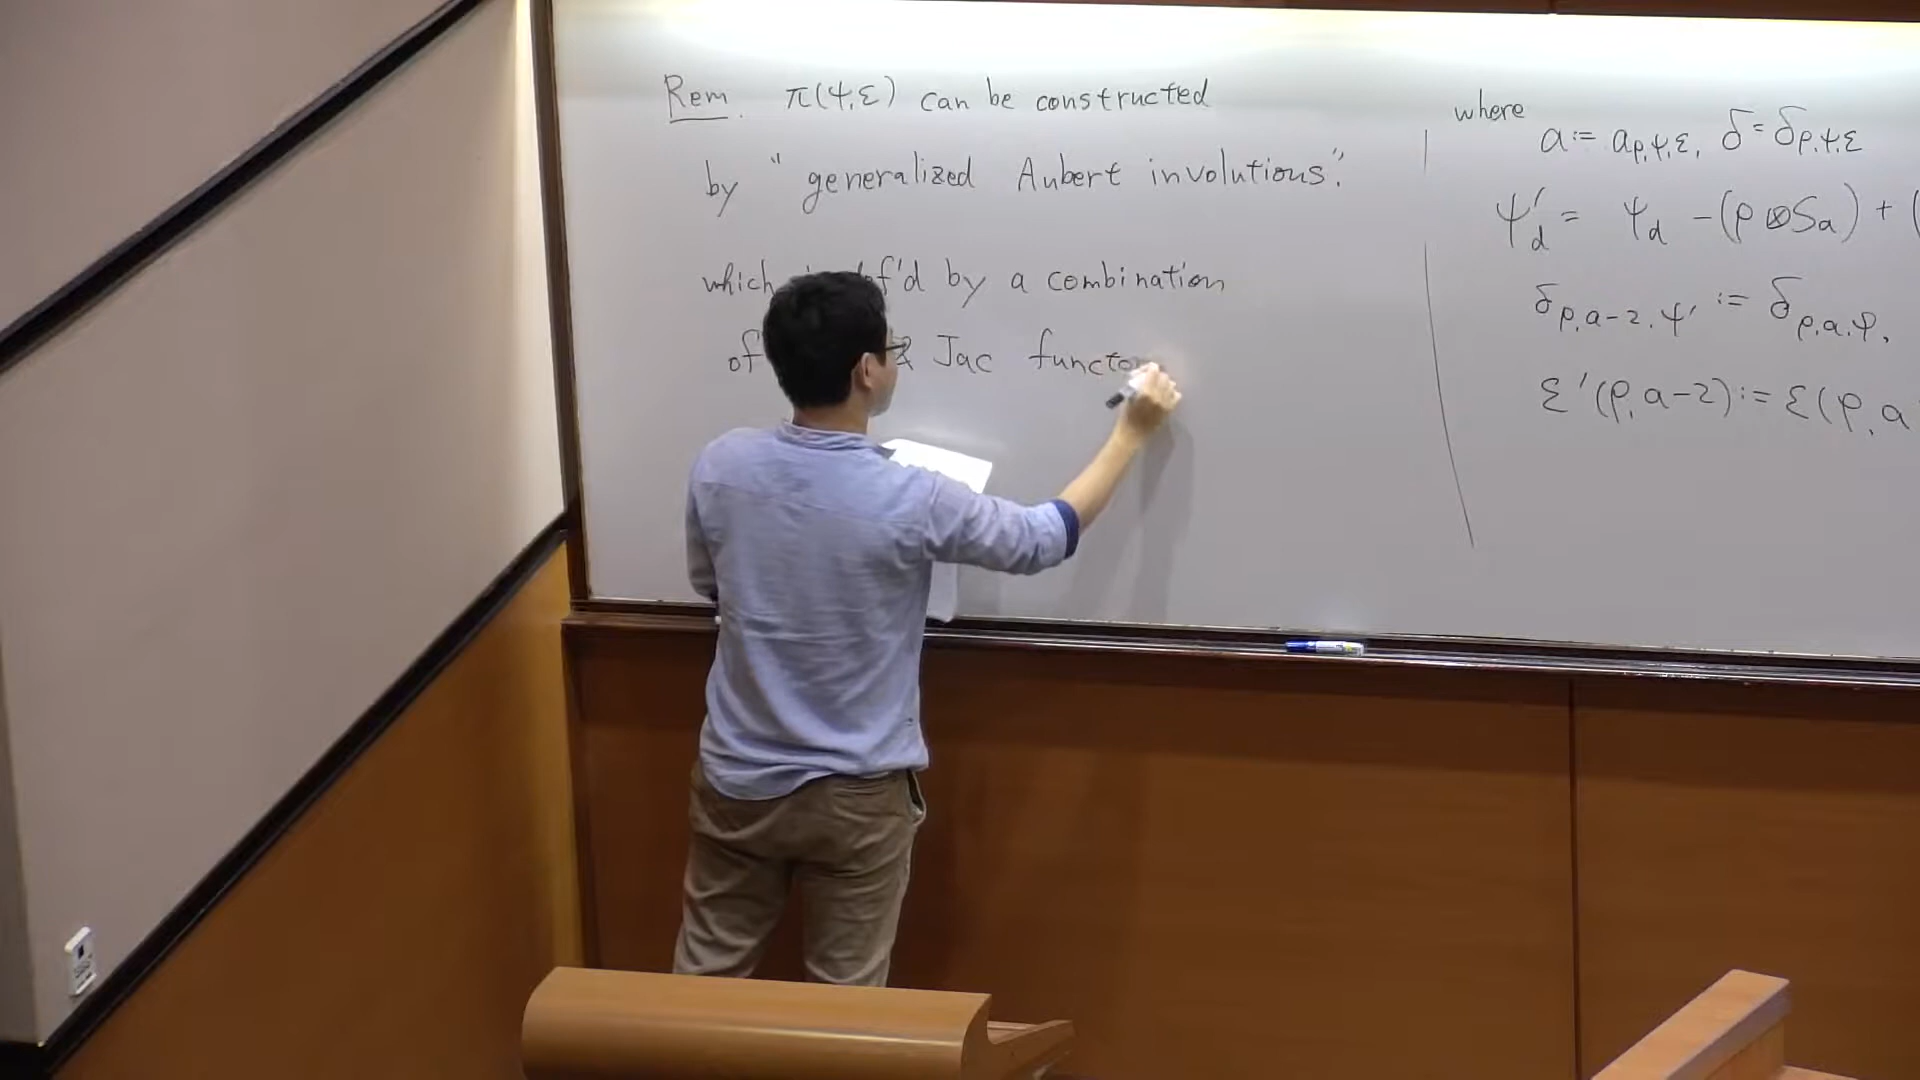 Rem. π(ψ,ε) can be constructed
by "generalized Aubert involutions".
which f'd by a combination
of & Jac functo
where
a := a_{ρ,ψ,ε}, δ = δ_{ρ,ψ,ε}
ψ'_d = ψ_d - (ρ⊗S_a) + (
δ_{ρ,a-2,ψ'} := δ_{ρ,a,φ},
ε'(ρ,a-2) := ε(ρ,a